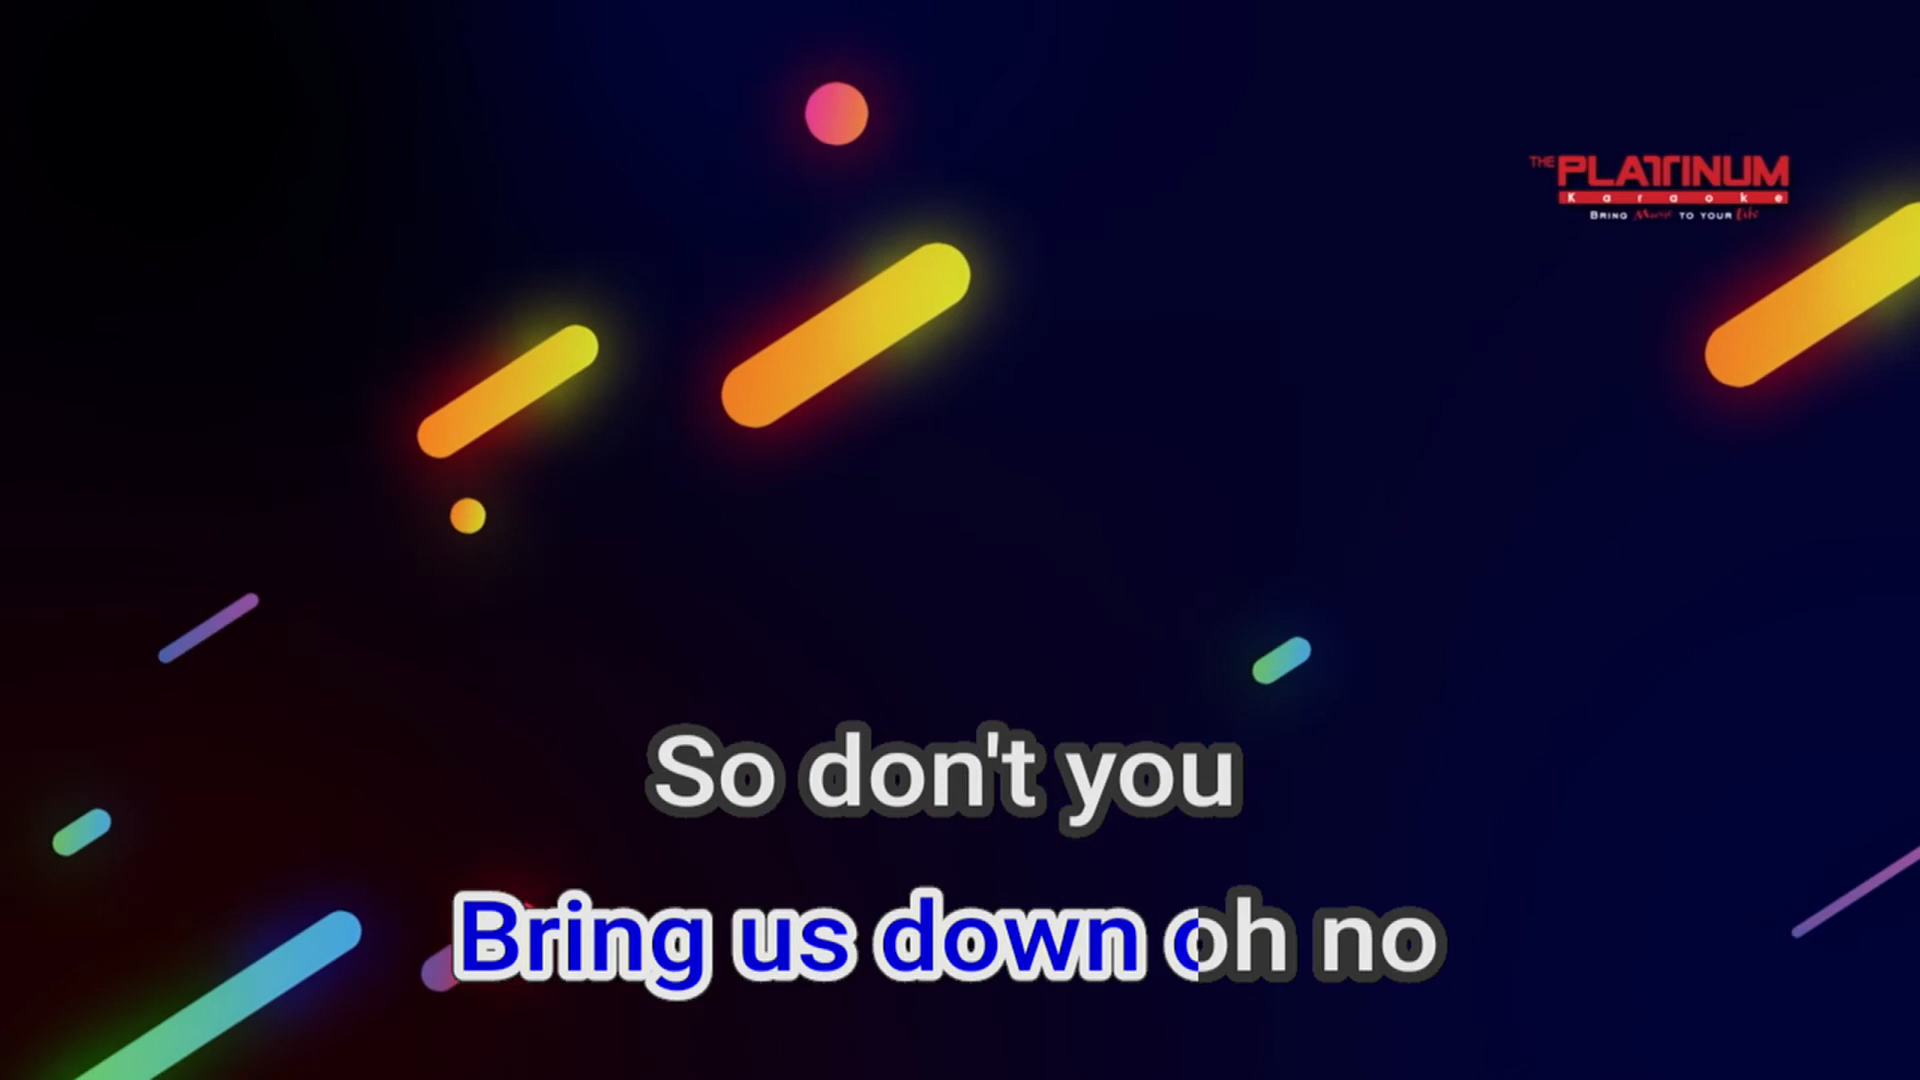 THE PLATINUM
Karaoke
BRING Music TO YOUR Life
So don't you
Bring us down oh no